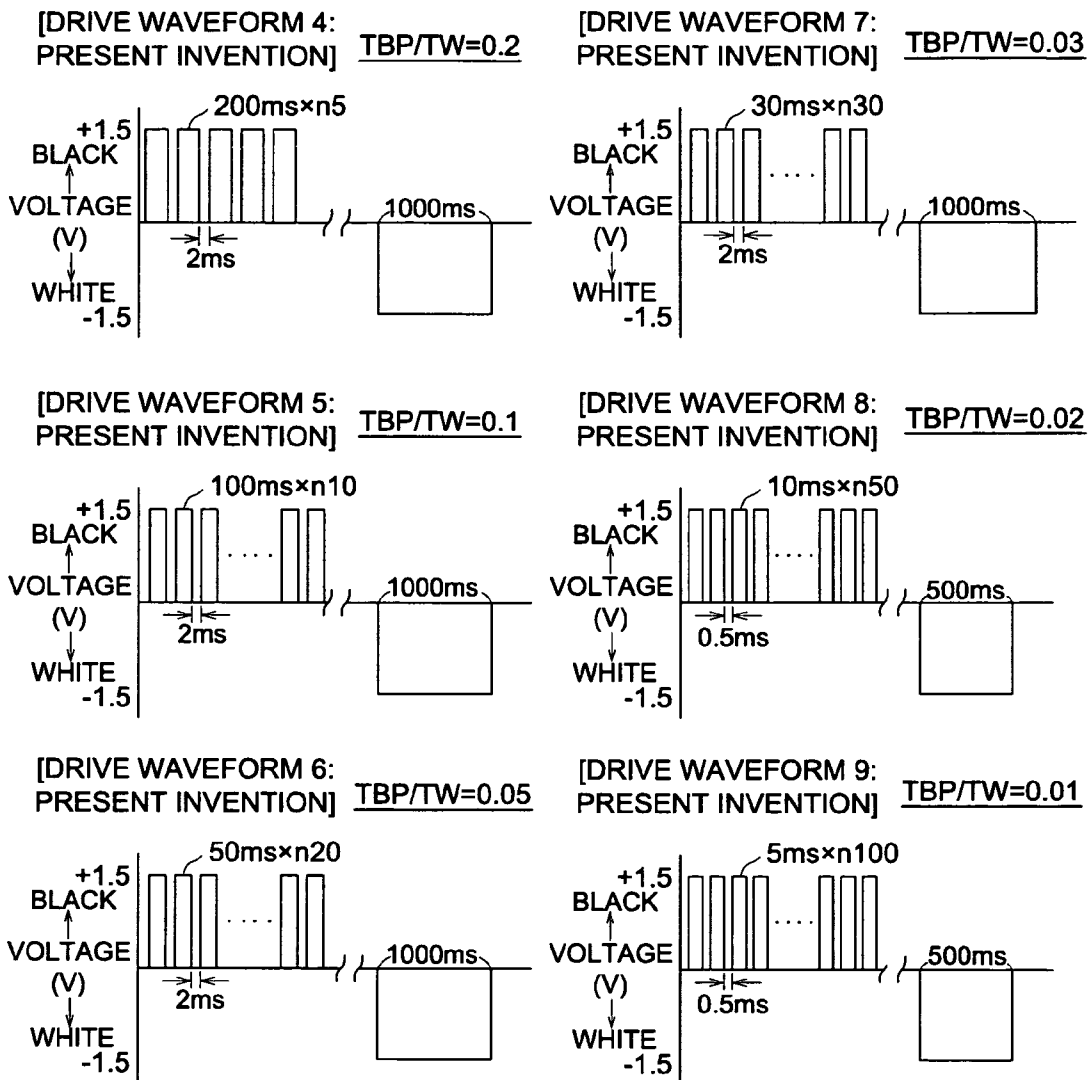 [DRIVE WAVEFORM 4:
PRESENT INVENTION] TBP/TW=0.2
200ms×n5
+1.5
BLACK
VOLTAGE
(V)
WHITE
-1.5
2ms
1000ms
[DRIVE WAVEFORM 7:
PRESENT INVENTION] TBP/TW=0.03
30ms×n30
+1.5
BLACK
VOLTAGE
(V)
WHITE
-1.5
....
2ms
1000ms
[DRIVE WAVEFORM 5:
PRESENT INVENTION] TBP/TW=0.1
100ms×n10
+1.5
BLACK
VOLTAGE
(V)
WHITE
-1.5
....
2ms
1000ms
[DRIVE WAVEFORM 8:
PRESENT INVENTION] TBP/TW=0.02
10ms×n50
+1.5
BLACK
VOLTAGE
(V)
WHITE
-1.5
....
0.5ms
500ms
[DRIVE WAVEFORM 6:
PRESENT INVENTION] TBP/TW=0.05
50ms×n20
+1.5
BLACK
VOLTAGE
(V)
WHITE
-1.5
....
2ms
1000ms
[DRIVE WAVEFORM 9:
PRESENT INVENTION] TBP/TW=0.01
5ms×n100
+1.5
BLACK
VOLTAGE
(V)
WHITE
-1.5
....
0.5ms
500ms